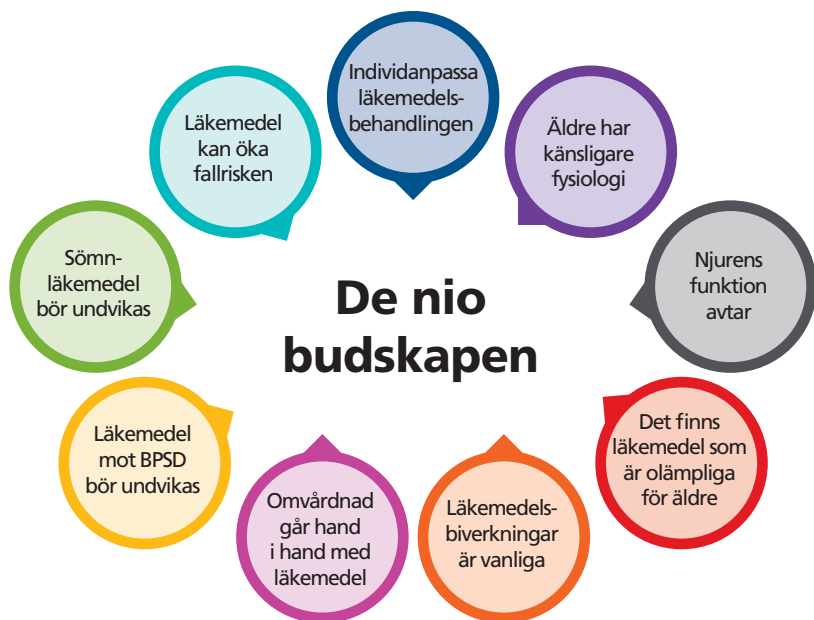 De nio
budskapen
Individanpassa
läkemedels-
behandlingen
Äldre har
känsligare
fysiologi
Njurens
funktion
avtar
Det finns
läkemedel som
är olämpliga
för äldre
Läkemedels-
biverkningar
är vanliga
Omvårdnad
går hand
i hand med
läkemedel
Läkemedel
mot BPSD
bör undvikas
Sömn-
läkemedel
bör undvikas
Läkemedel
kan öka
fallrisken